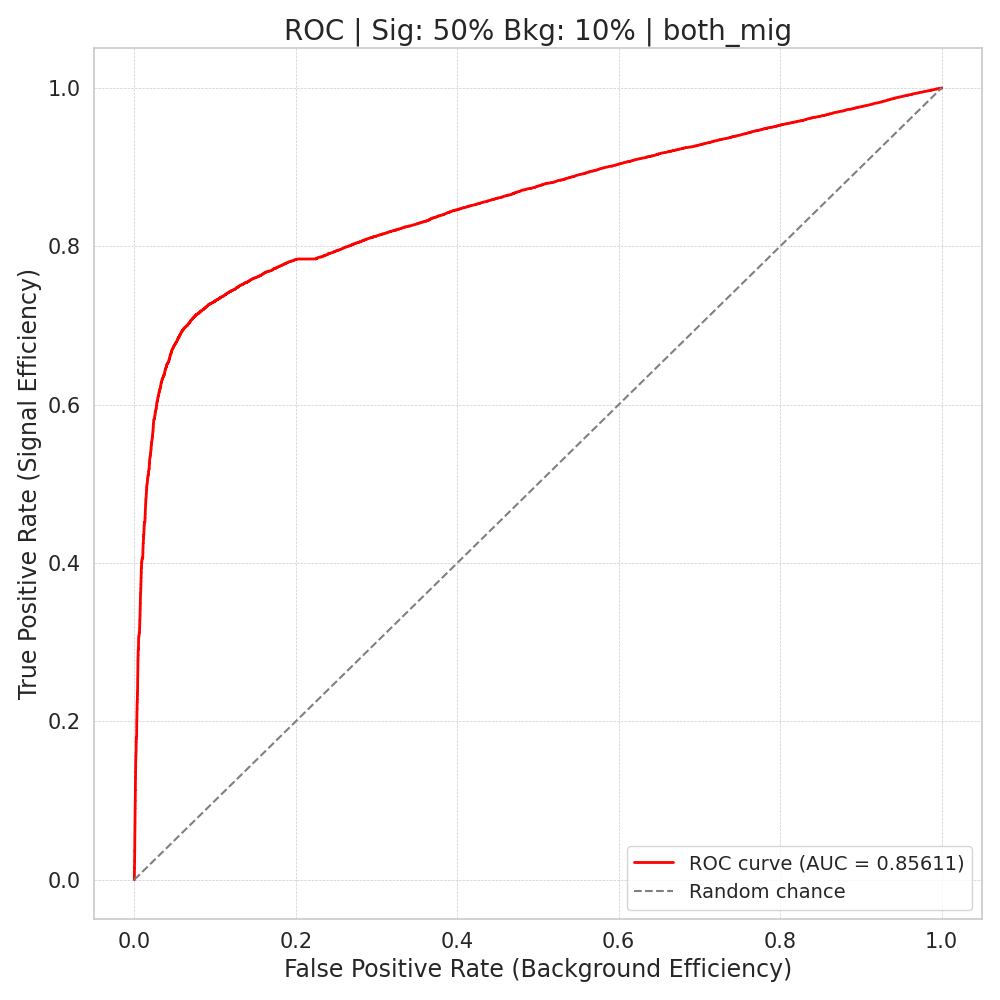 ROC | Sig: 50% Bkg: 10% | both_mig
True Positive Rate (Signal Efficiency)
1.0
0.8
0.6
0.4
0.2
0.0
ROC curve (AUC = 0.85611)
Random chance
0.0 0.2 0.4 0.6 0.8 1.0
False Positive Rate (Background Efficiency)